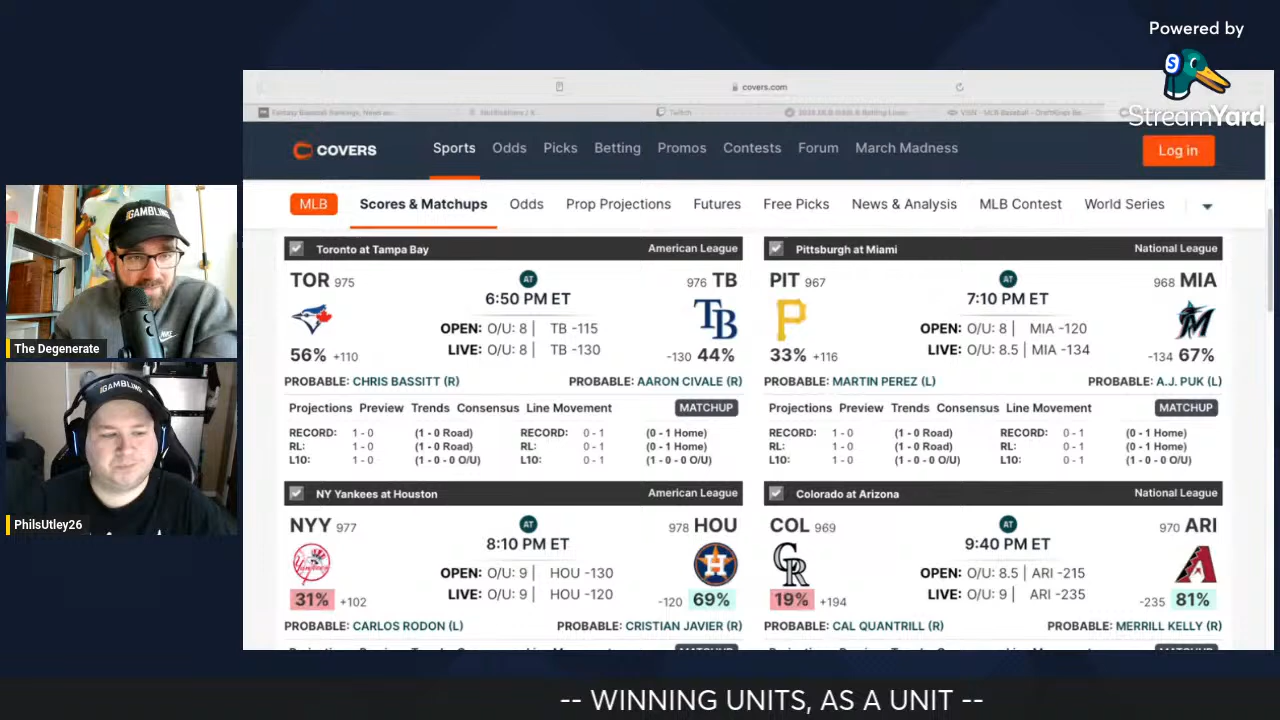 Powered by
StreamYard
covers.com
Twitch
COVERS
Sports Odds Picks Betting Promos Contests Forum March Madness
Log in
MLB Scores & Matchups Odds Prop Projections Futures Free Picks News & Analysis MLB Contest World Series
Toronto at Tampa Bay American League
TOR 975 AT 976 TB
6:50 PM ET
OPEN: O/U: 8 | TB -115
LIVE: O/U: 8 | TB -130
56% +110 -130 44%
PROBABLE: CHRIS BASSITT (R) PROBABLE: AARON CIVALE (R)
Projections Preview Trends Consensus Line Movement MATCHUP
RECORD: 1 - 0 (1 - 0 Road) RECORD: 0 - 1 (0 - 1 Home)
RL: 1 - 0 (1 - 0 Road) RL: 0 - 1 (0 - 1 Home)
L10: 1 - 0 (1 - 0 - 0 O/U) L10: 0 - 1 (1 - 0 - 0 O/U)
Pittsburgh at Miami National League
PIT 967 AT 968 MIA
7:10 PM ET
OPEN: O/U: 8 | MIA -120
LIVE: O/U: 8.5 | MIA -134
33% +116 -134 67%
PROBABLE: MARTIN PEREZ (L) PROBABLE: A.J. PUK (L)
Projections Preview Trends Consensus Line Movement MATCHUP
RECORD: 1 - 0 (1 - 0 Road) RECORD: 0 - 1 (0 - 1 Home)
RL: 1 - 0 (1 - 0 Road) RL: 0 - 1 (0 - 1 Home)
L10: 1 - 0 (1 - 0 - 0 O/U) L10: 0 - 1 (1 - 0 - 0 O/U)
NY Yankees at Houston American League
NYY 977 AT 978 HOU
8:10 PM ET
OPEN: O/U: 9 | HOU -130
LIVE: O/U: 9 | HOU -120
31% +102 -120 69%
PROBABLE: CARLOS RODON (L) PROBABLE: CRISTIAN JAVIER (R)
Colorado at Arizona National League
COL 969 AT 970 ARI
9:40 PM ET
OPEN: O/U: 8.5 | ARI -215
LIVE: O/U: 9 | ARI -235
19% +194 -235 81%
PROBABLE: CAL QUANTRILL (R) PROBABLE: MERRILL KELLY (R)
GAMBLING
The Degenerate
GAMBLING
PhilsUtley26
-- WINNING UNITS, AS A UNIT --